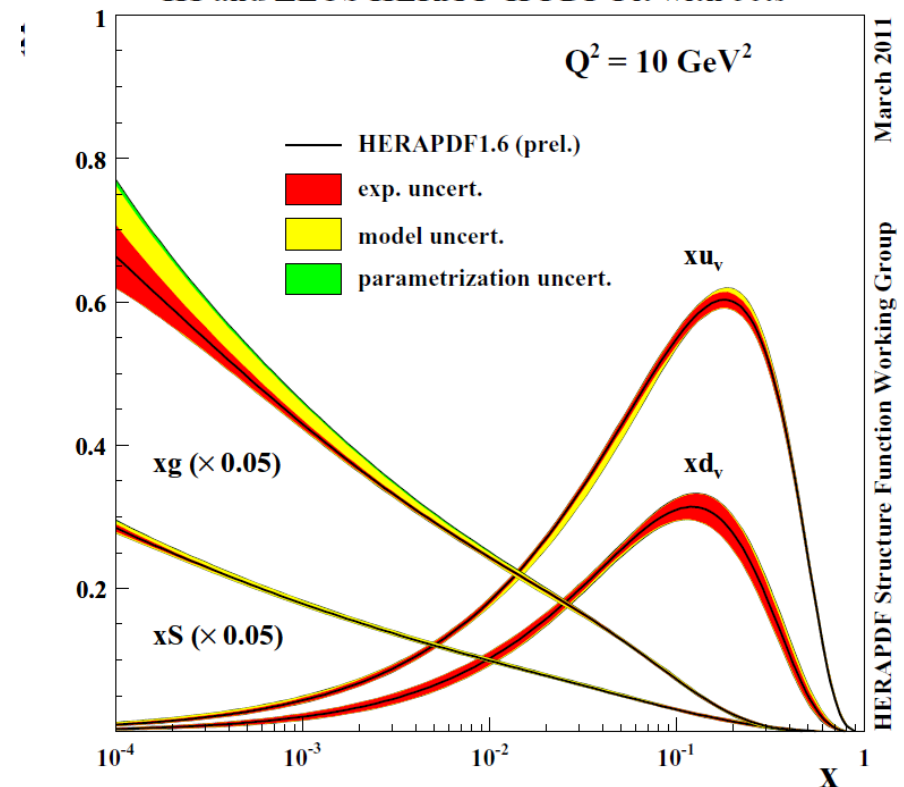 1
Q² = 10 GeV²
HERAPDF1.6 (prel.)
exp. uncert.
model uncert.
parametrization uncert.
0.8
0.6
0.4
0.2
xu_v
xd_v
xg (× 0.05)
xS (× 0.05)
10⁻⁴ 10⁻³ 10⁻² 10⁻¹ 1
x
HERAPDF Structure Function Working Group March 2011